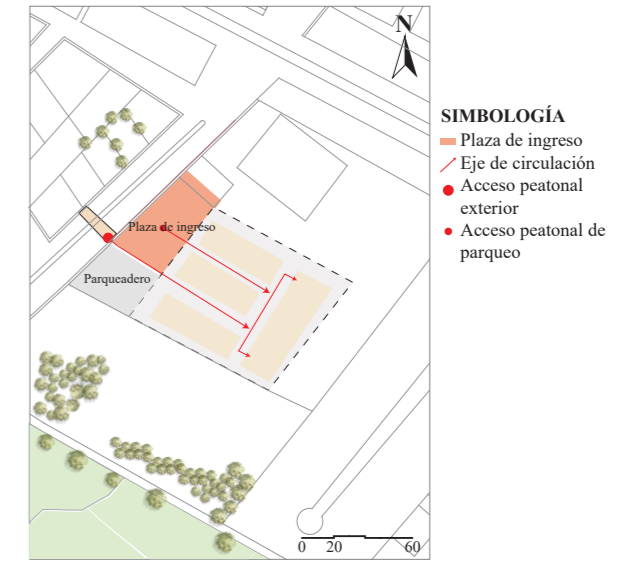 N
Plaza de ingreso
Parqueadero
0 20 60
SIMBOLOGÍA
Plaza de ingreso
Eje de circulación
Acceso peatonal
exterior
Acceso peatonal de
parqueo